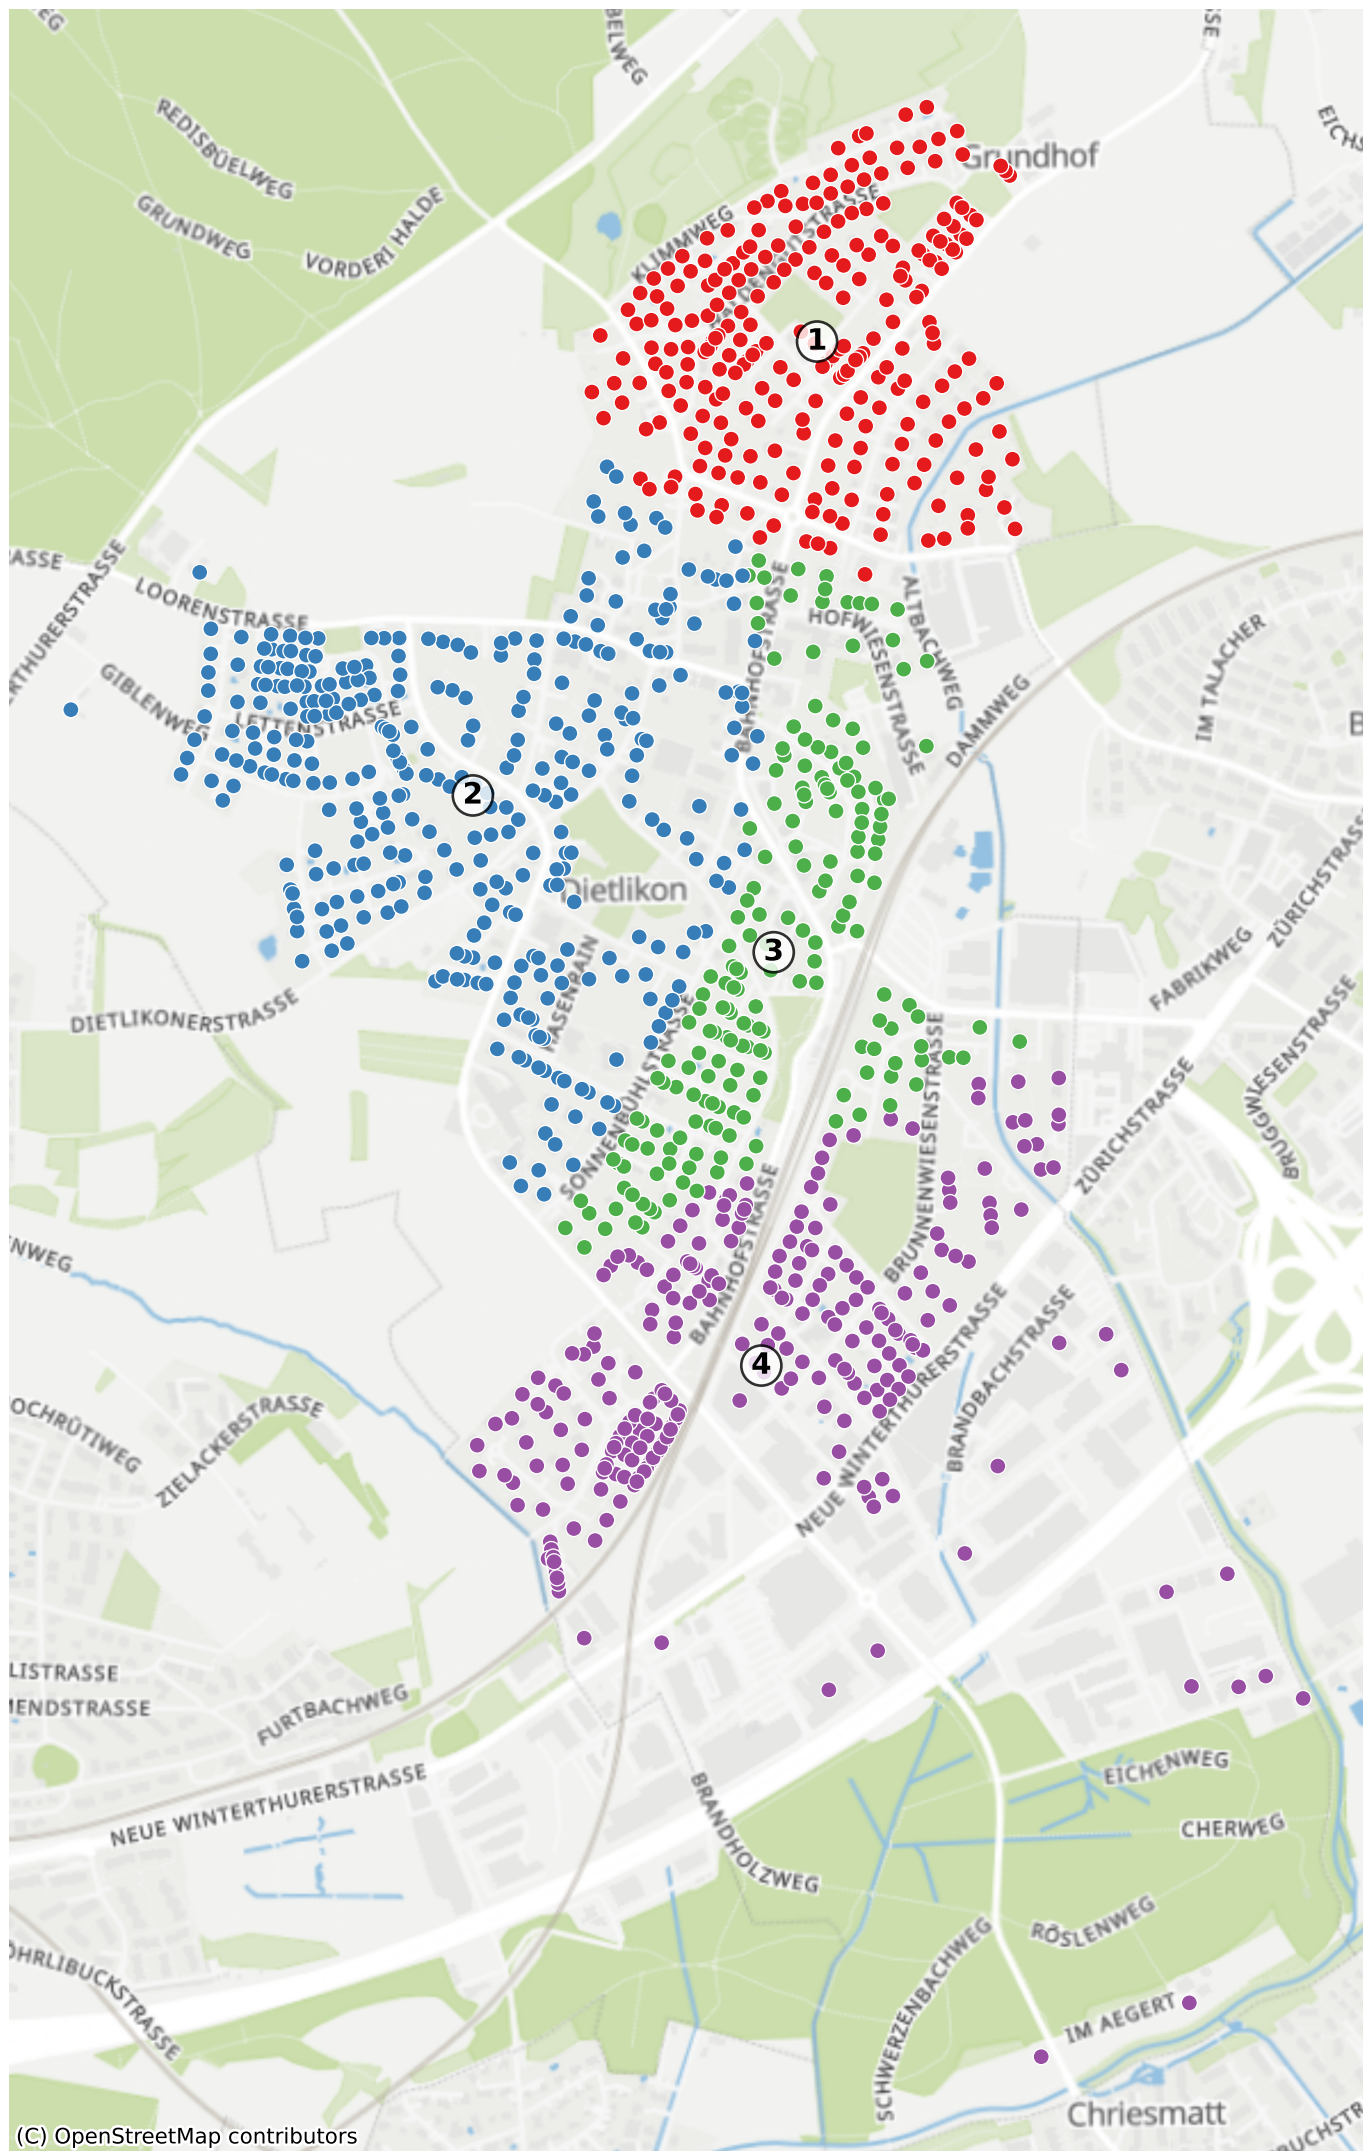 REDISBÜELWEG
GRUNDWEG
VORDERI HALDE
Grundhof
KLIMMWEG
1
LOORENSTRASSE
GIBLENWEG
LETTENSTRASSE
BAHNHOFSTRASSE
HOFWIESENSTRASSE
ALTBACHWEG
DAMMWEG
IM TALACHER
2
Dietlikon
3
DIETLIKONERSTRASSE
HASENRAIN
SONNENBÜHLSTRASSE
FABRIKWEG
BRUNNENWIESENSTRASSE
ZÜRICHSTRASSE
BRUGGWIESENSTRASSE
BAHNHOFSTRASSE
4
ZIELACKERSTRASSE
NEUE WINTERTHURERSTRASSE
BRANDBACHSTRASSE
FURTBACHWEG
NEUE WINTERTHURERSTRASSE
EICHENWEG
CHERWEG
BRANDHOLZWEG
RÖSLENWEG
SCHWERZENBACHWEG
IM AEGERT
Chriesmatt
(C) OpenStreetMap contributors